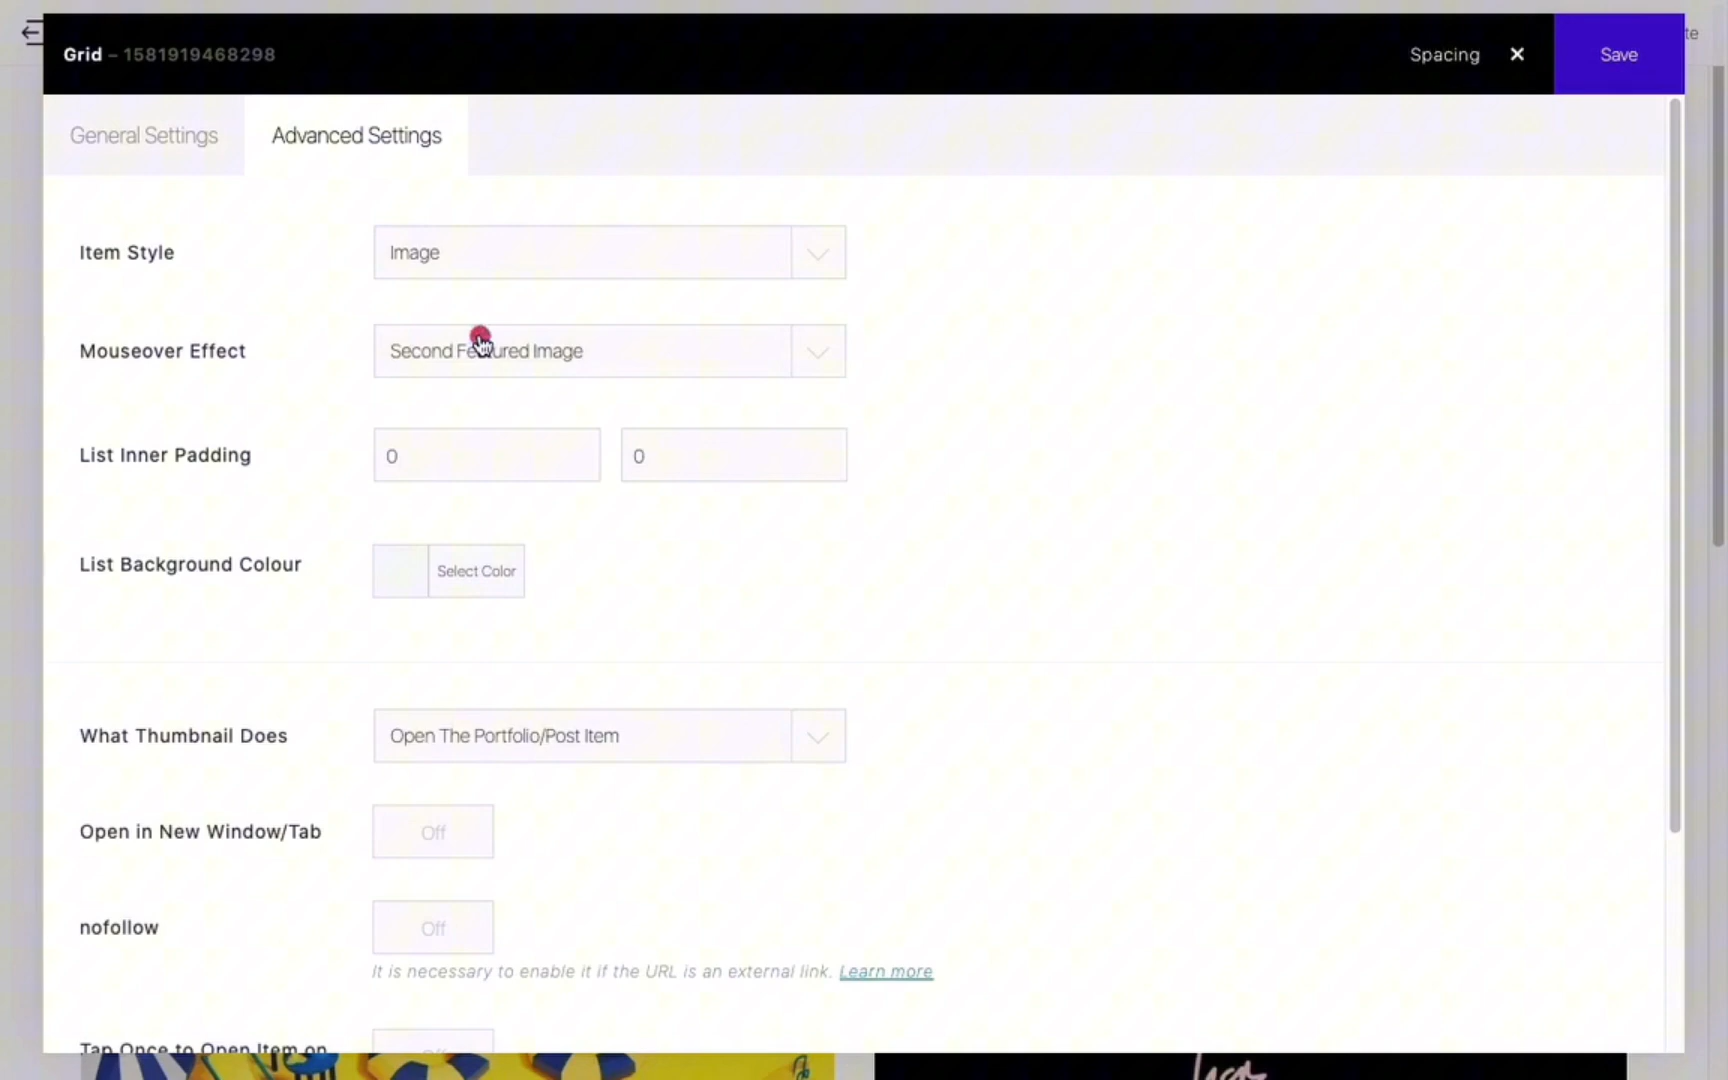 te
Grid – 1581919468298
Spacing
Save
General Settings
Advanced Settings
Item Style
Image
Mouseover Effect
Second Featured Image
List Inner Padding
0
0
List Background Colour
Select Color
What Thumbnail Does
Open The Portfolio/Post Item
Open in New Window/Tab
Off
nofollow
Off
It is necessary to enable it if the URL is an external link. Learn more
Tap Once to Open Item on
Off